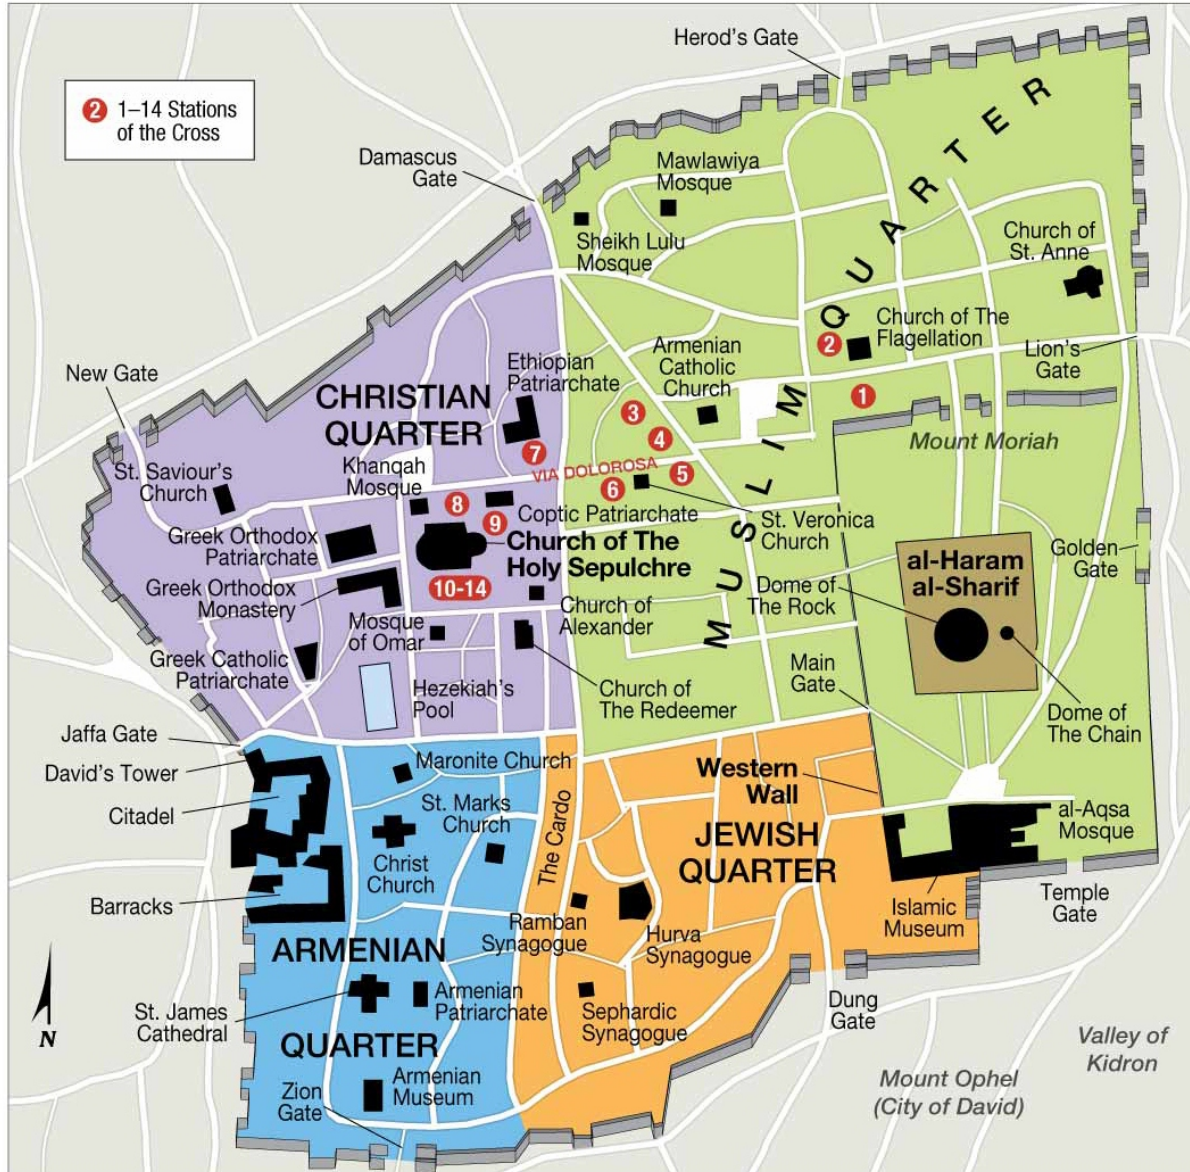 Herod's Gate
2
1–14 Stations
of the Cross
Damascus
Gate
Mawlawiya
Mosque
Sheikh Lulu
Mosque
MUSLIM QUARTER
Church of
St. Anne
2
Church of The
Flagellation
Lion's
Gate
1
New Gate
Ethiopian
Patriarchate
Armenian
Catholic
Church
CHRISTIAN
QUARTER
3
4
7
VIA DOLOROSA
5
6
Mount Moriah
St. Saviour's
Church
Khanqah
Mosque
8
9
Coptic Patriarchate
St. Veronica
Church
Greek Orthodox
Patriarchate
Church of The
Holy Sepulchre
10-14
Greek Orthodox
Monastery
al-Haram
al-Sharif
Golden
Gate
Dome of
The Rock
Mosque
of Omar
Church of
Alexander
Greek Catholic
Patriarchate
Hezekiah's
Pool
Church of
The Redeemer
Main
Gate
Dome of
The Chain
Jaffa Gate
David's Tower
Citadel
Maronite Church
St. Marks
Church
The Cardo
Western
Wall
al-Aqsa
Mosque
Christ
Church
JEWISH
QUARTER
Barracks
Ramban
Synagogue
Hurva
Synagogue
Islamic
Museum
Temple
Gate
ARMENIAN
QUARTER
St. James
Cathedral
Armenian
Patriarchate
Sephardic
Synagogue
Dung
Gate
N
Zion
Gate
Armenian
Museum
Mount Ophel
(City of David)
Valley of
Kidron